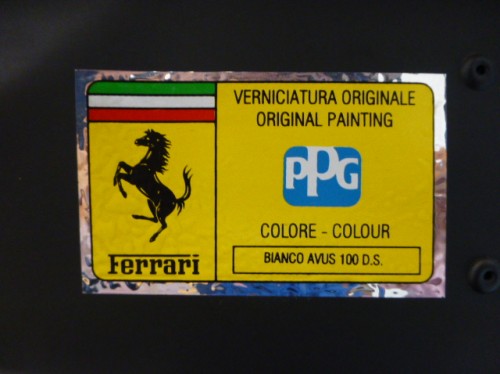 VERNICIATURA ORIGINALE
ORIGINAL PAINTING
PPG
COLORE - COLOUR
BIANCO AVUS 100 D.S.
Ferrari